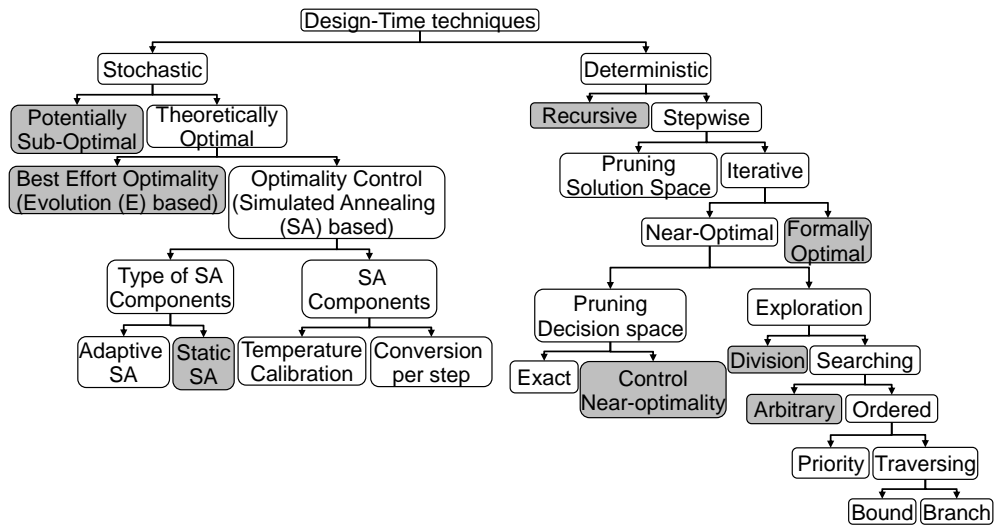 Design-Time techniques
Stochastic
Deterministic
Potentially
Sub-Optimal
Theoretically
Optimal
Recursive
Stepwise
Best Effort Optimality
(Evolution (E) based)
Optimality Control
(Simulated Annealing
(SA) based)
Pruning
Solution Space
Iterative
Near-Optimal
Formally
Optimal
Type of SA
Components
SA
Components
Pruning
Decision space
Exploration
Adaptive
SA
Static
SA
Temperature
Calibration
Conversion
per step
Exact
Control
Near-optimality
Division
Searching
Arbitrary
Ordered
Priority
Traversing
Bound
Branch